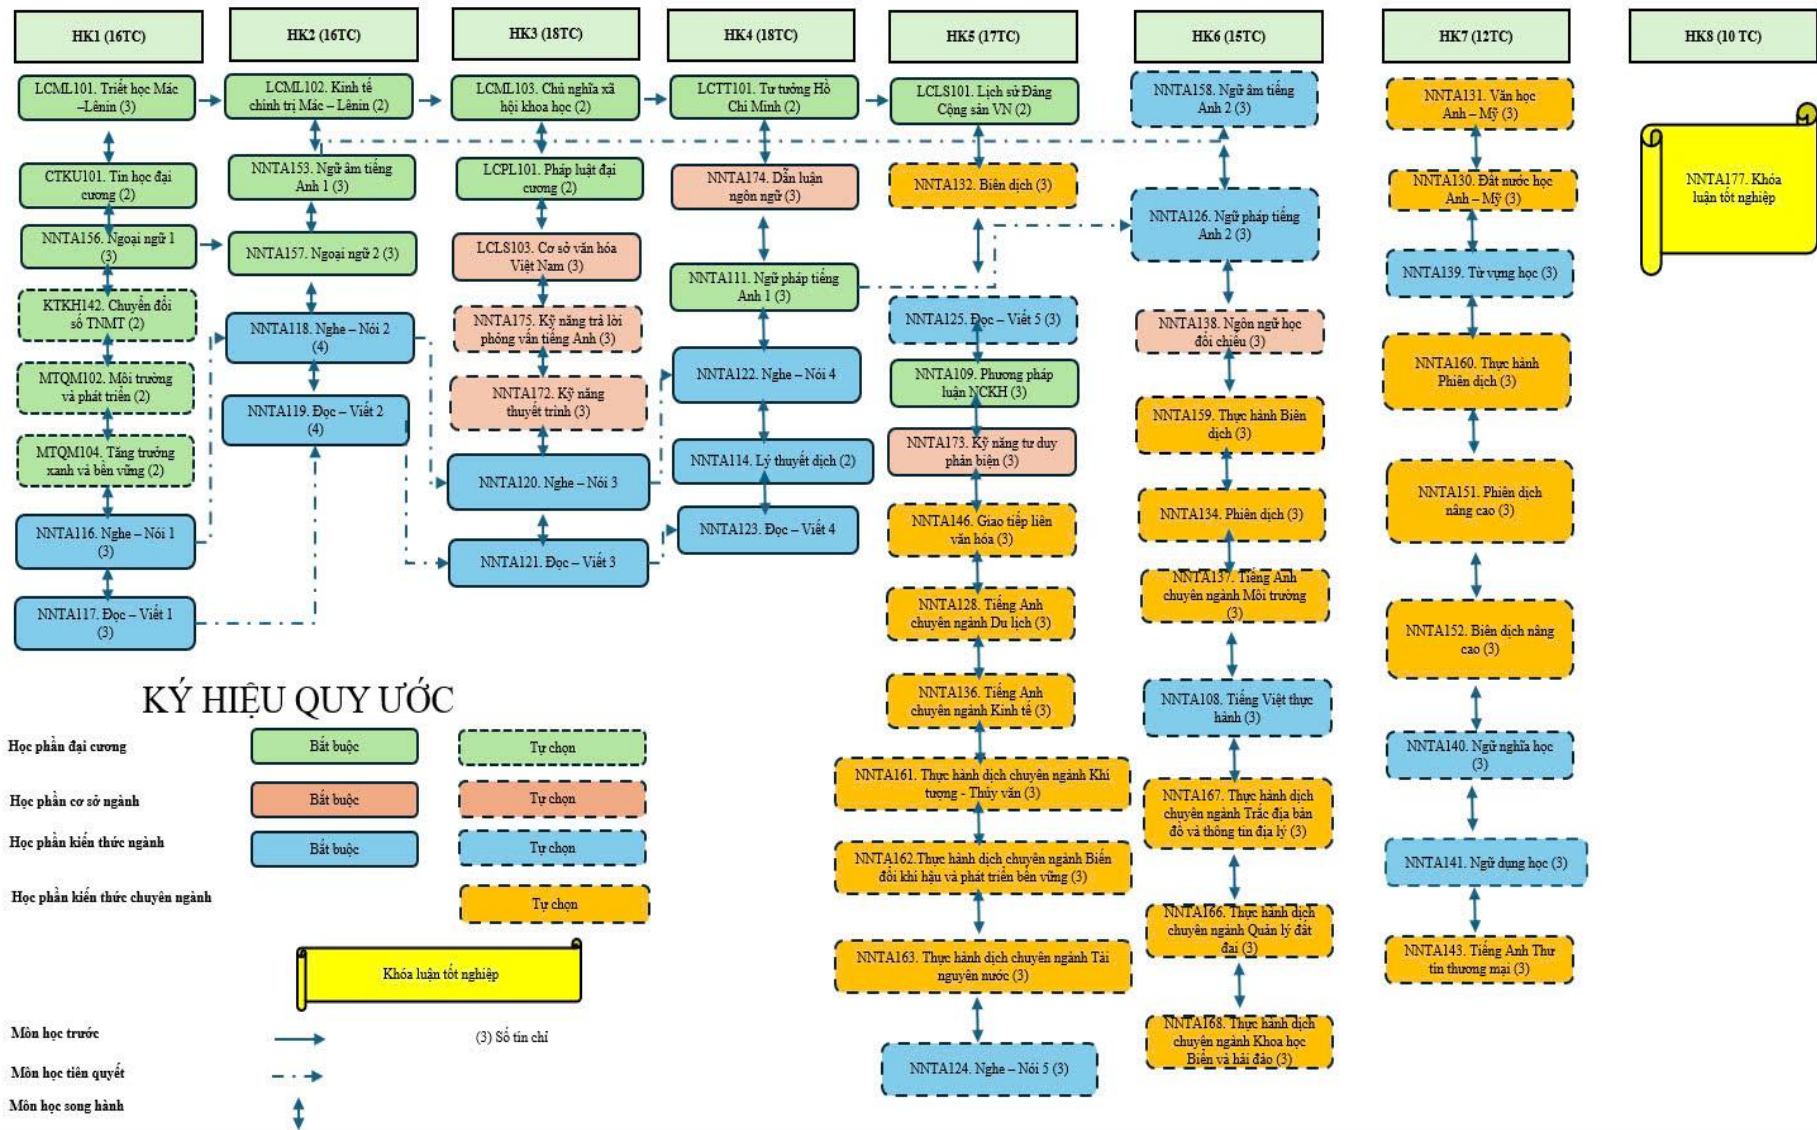 HK1 (16TC)
HK2 (16TC)
HK3 (18TC)
HK4 (18TC)
HK5 (17TC)
HK6 (15TC)
HK7 (12TC)
HK8 (10 TC)
LCML101. Triết học Mác
–Lênin (3)
CTKU101. Tin học đại
cương (2)
NNTA156. Ngoại ngữ 1
(3)
KTKH142. Chuyển đổi
số TNMT (2)
MTQM102. Môi trường
và phát triển (2)
MTQM104. Tăng trưởng
xanh và bền vững (2)
NNTA116. Nghe – Nói 1
(3)
NNTA117. Đọc – Viết 1
(3)
LCML102. Kinh tế
chính trị Mác – Lênin (2)
NNTA153. Ngữ âm tiếng
Anh 1 (3)
NNTA157. Ngoại ngữ 2 (3)
NNTA118. Nghe – Nói 2
(4)
NNTA119. Đọc – Viết 2
(4)
LCML103. Chủ nghĩa xã
hội khoa học (2)
LCPL101. Pháp luật đại
cương (2)
LCLS103. Cơ sở văn hóa
Việt Nam (3)
NNTA175. Kỹ năng trả lời
phỏng vấn tiếng Anh (3)
NNTA172. Kỹ năng
thuyết trình (3)
NNTA120. Nghe – Nói 3
NNTA121. Đọc – Viết 3
LCTT101. Tư tưởng Hồ
Chí Minh (2)
NNTA174. Dẫn luận
ngôn ngữ (3)
NNTA111. Ngữ pháp tiếng
Anh 1 (3)
NNTA122. Nghe – Nói 4
NNTA114. Lý thuyết dịch (2)
NNTA123. Đọc – Viết 4
LCLS101. Lịch sử Đảng
Cộng sản VN (2)
NNTA132. Biên dịch (3)
NNTA125. Đọc – Viết 5 (3)
NNTA109. Phương pháp
luận NCKH (3)
NNTA173. Kỹ năng tư duy
phản biện (3)
NNTA146. Giao tiếp liên
văn hóa (3)
NNTA128. Tiếng Anh
chuyên ngành Du lịch (3)
NNTA136. Tiếng Anh
chuyên ngành Kinh tế (3)
NNTA161. Thực hành dịch chuyên ngành Khí
tượng - Thủy văn (3)
NNTA162.Thực hành dịch chuyên ngành Biến
đổi khí hậu và phát triển bền vững (3)
NNTA163. Thực hành dịch chuyên ngành Tài
nguyên nước (3)
NNTA124. Nghe – Nói 5 (3)
NNTA158. Ngữ âm tiếng
Anh 2 (3)
NNTA126. Ngữ pháp tiếng
Anh 2 (3)
NNTA138. Ngôn ngữ học
đối chiếu (3)
NNTA159. Thực hành Biên
dịch (3)
NNTA134. Phiên dịch (3)
NNTA137. Tiếng Anh
chuyên ngành Môi trường
(3)
NNTA108. Tiếng Việt thực
hành (3)
NNTA167. Thực hành dịch
chuyên ngành Trắc địa bản
đồ và thông tin địa lý (3)
NNTA166. Thực hành dịch
chuyên ngành Quản lý đất
đai (3)
NNTA168. Thực hành dịch
chuyên ngành Khoa học
Biển và hải đảo (3)
NNTA131. Văn học
Anh – Mỹ (3)
NNTA130. Đất nước học
Anh – Mỹ (3)
NNTA139. Từ vựng học (3)
NNTA160. Thực hành
Phiên dịch (3)
NNTA151. Phiên dịch
nâng cao (3)
NNTA152. Biên dịch nâng
cao (3)
NNTA140. Ngữ nghĩa học
(3)
NNTA141. Ngữ dụng học (3)
NNTA143. Tiếng Anh Thư
tín thương mại (3)
NNTA177. Khóa
luận tốt nghiệp
KÝ HIỆU QUY ƯỚC
Học phần đại cương
Bắt buộc
Tự chọn
Học phần cơ sở ngành
Bắt buộc
Tự chọn
Học phần kiến thức ngành
Bắt buộc
Tự chọn
Học phần kiến thức chuyên ngành
Tự chọn
Khóa luận tốt nghiệp
Môn học trước
(3) Số tín chỉ
Môn học tiên quyết
Môn học song hành